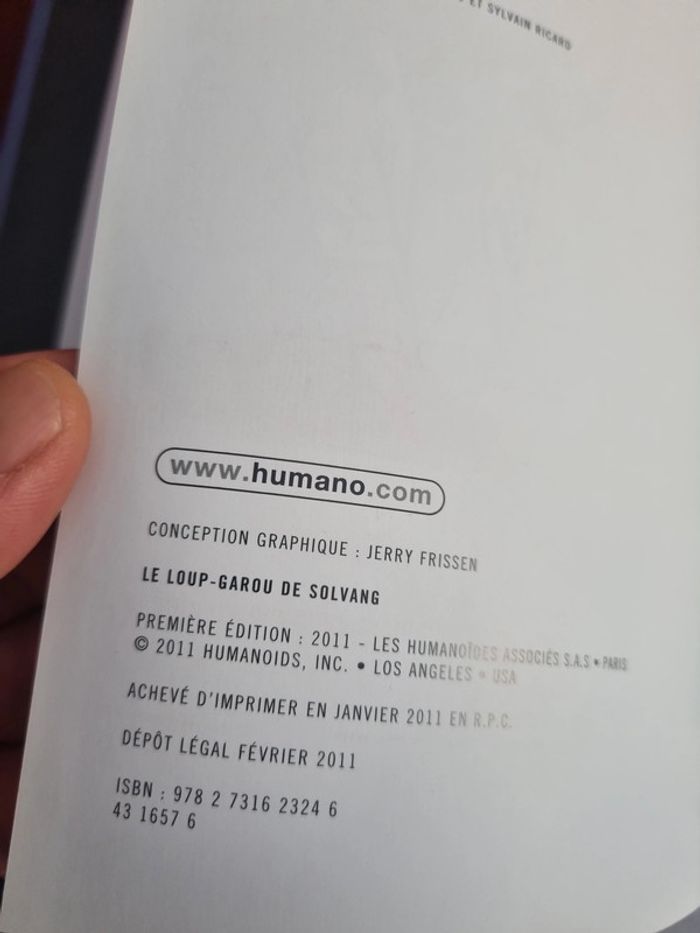 ET SYLVAIN RICARD
www.humano.com
CONCEPTION GRAPHIQUE : JERRY FRISSEN
LE LOUP-GAROU DE SOLVANG
PREMIÈRE ÉDITION : 2011 - LES HUMANOÏDES ASSOCIÉS S.A.S • PARIS
© 2011 HUMANOIDS, INC. • LOS ANGELES • USA
ACHEVÉ D'IMPRIMER EN JANVIER 2011 EN R.P.C.
DÉPÔT LÉGAL FÉVRIER 2011
ISBN : 978 2 7316 2324 6
43 1657 6